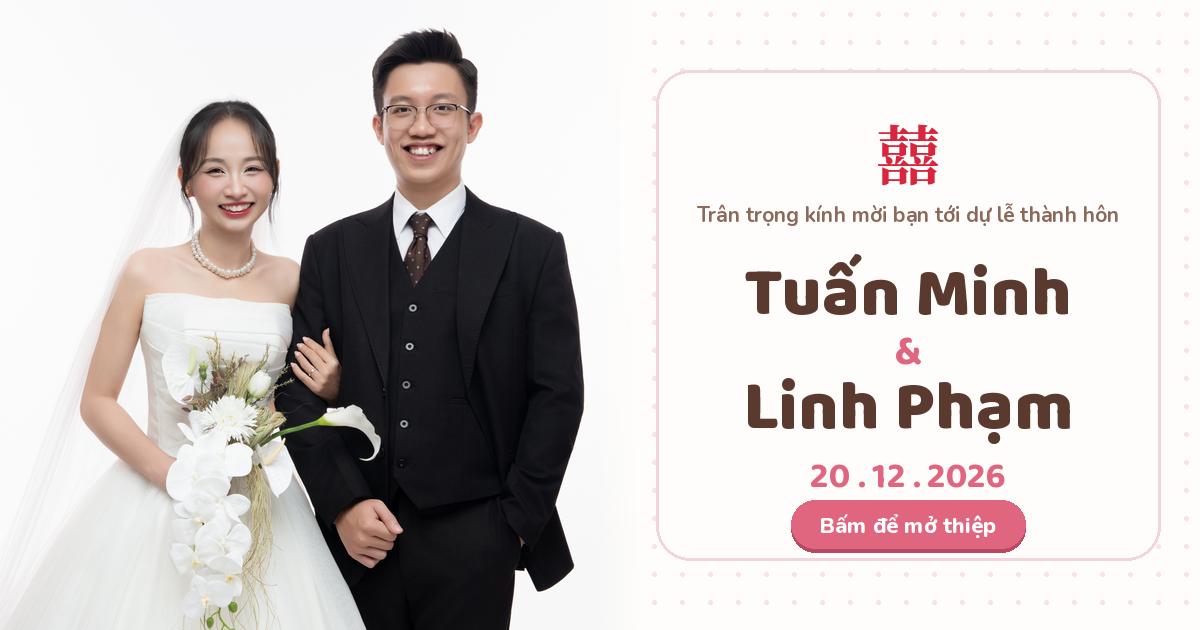 囍
Trân trọng kính mời bạn tới dự lễ thành hôn
Tuấn Minh
&
Linh Phạm
20 . 12 . 2026
Bấm để mở thiệp